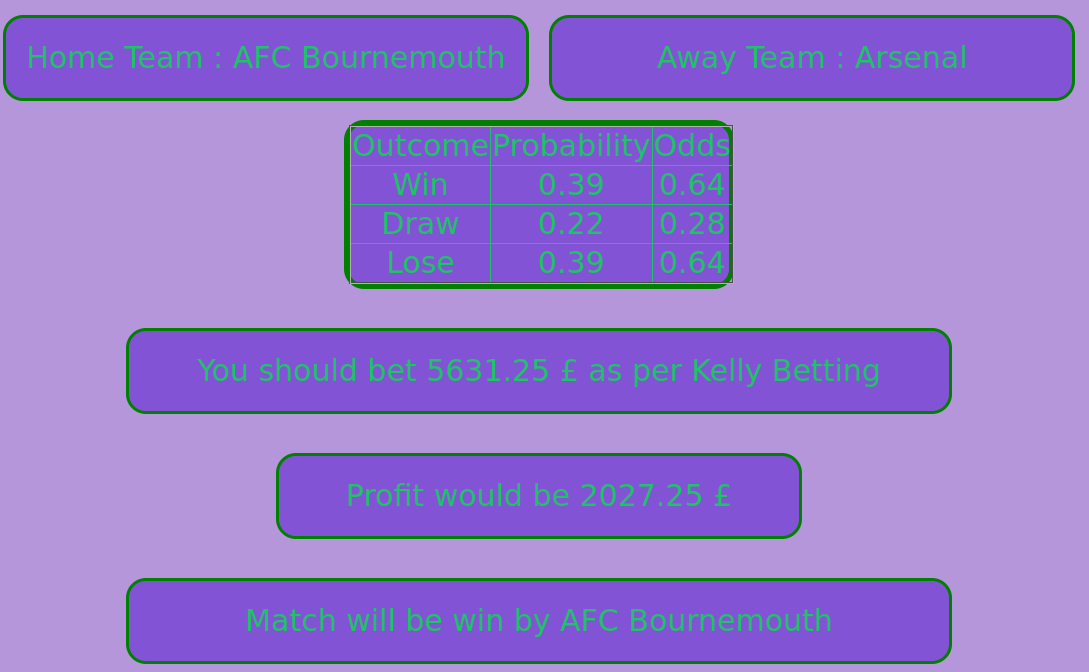 Home Team : AFC Bournemouth
Away Team : Arsenal
Outcome Probability Odds
Win 0.39 0.64
Draw 0.22 0.28
Lose 0.39 0.64
You should bet 5631.25 £ as per Kelly Betting
Profit would be 2027.25 £
Match will be win by AFC Bournemouth